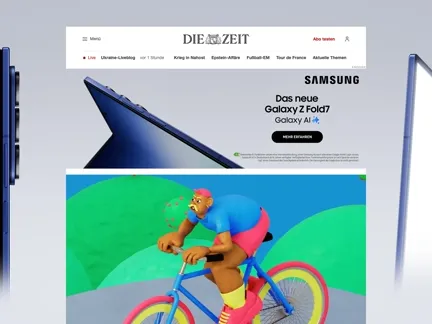 Menü
DIE ZEIT
Abo testen
Live Ukraine-Liveblog vor 1 Stunde Krieg in Nahost Epstein-Affäre Fußball-EM Tour de France Aktuelle Themen
SAMSUNG
Das neue
Galaxy Z Fold7
Galaxy AI
MEHR ERFAHREN